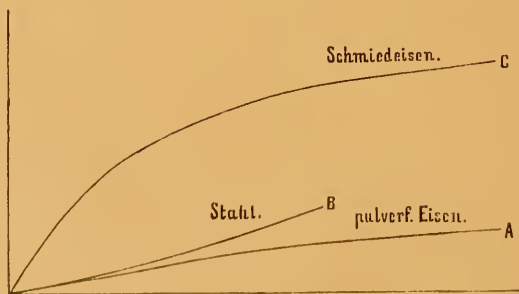 Schmiedeisen.
C
Stahl.
B
pulverf. Eisen.
A